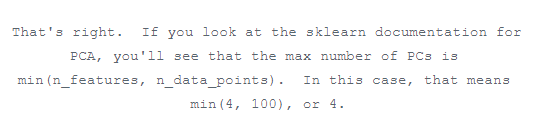 That's right.  If you look at the sklearn documentation for
PCA, you'll see that the max number of PCs is
min(n_features, n_data_points).  In this case, that means
min(4, 100), or 4.